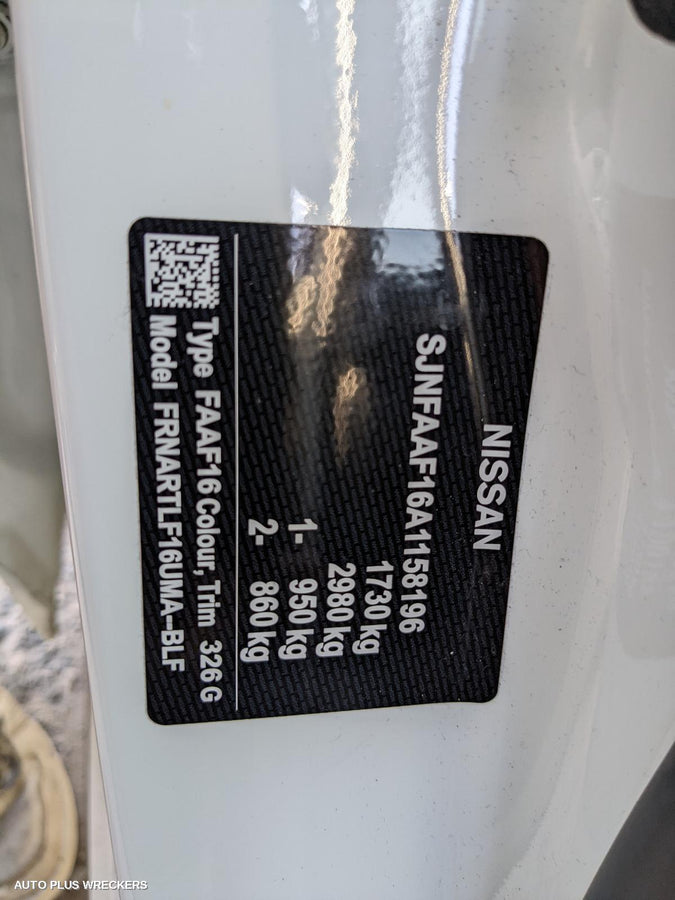 NISSAN
SJNFAAF16A1158196
1730 kg
2980 kg
1- 950 kg
2- 860 kg
Type FAAF16 Colour, Trim 326 G
Model FRNARTLF16UMA-BLF
AUTO PLUS WRECKERS